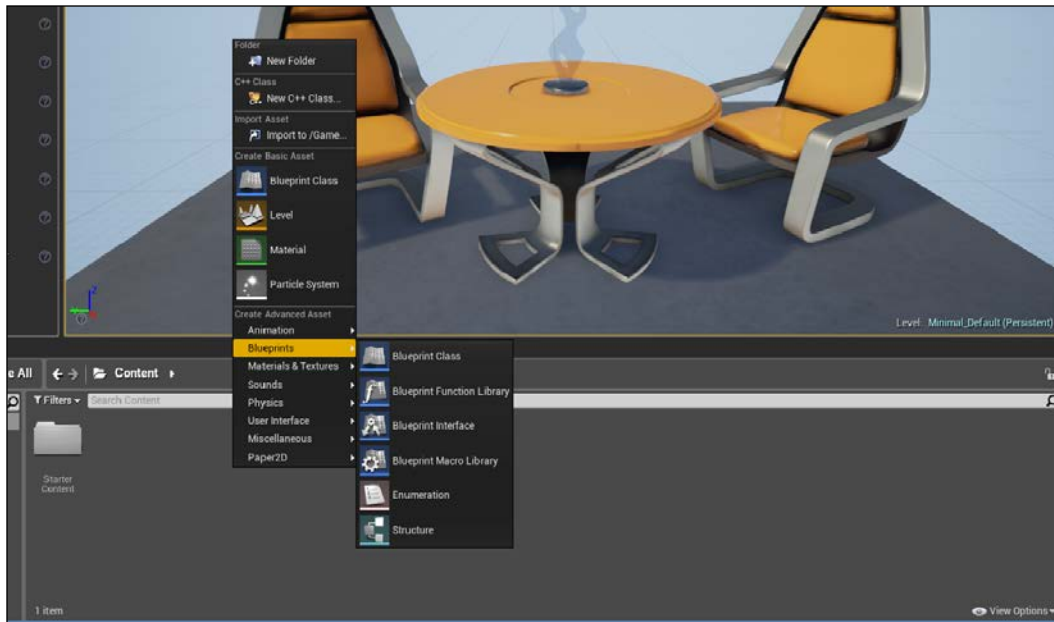 Folder
New Folder
C++ Class
New C++ Class...
Import Asset
Import to /Game...
Create Basic Asset
Blueprint Class
Level
Material
Particle System
Create Advanced Asset
Animation
Blueprints
Materials & Textures
Sounds
Physics
User Interface
Miscellaneous
Paper2D
Blueprint Class
Blueprint Function Library
Blueprint Interface
Blueprint Macro Library
Enumeration
Structure
Z
Level: Minimal_Default (Persistent)
e All
Content
Filters
Search Content
Starter
Content
1 item
View Options